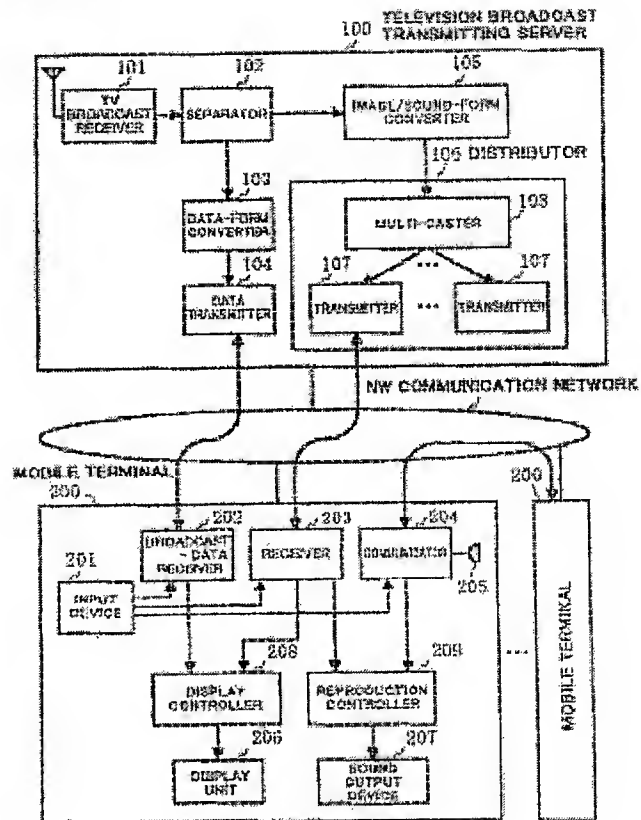 TELEVISION BROADCAST
100 TRANSMITTING SERVER
101
102
105
TV
BROADCAST
RECEIVER
SEPARATOR
IMAGE/SOUND-FORM
CONVERTER
106 DISTRIBUTOR
103
108
DATA-FORM
CONVERTER
MULTI-CASTER
104
107
...
107
DATA
TRANSMITTER
TRANSMITTER
...
TRANSMITTER
NW COMMUNICATION NETWORK
MOBILE TERMINAL
200
200
202
203
204
201
BROADCAST
-DATA
RECEIVER
RECEIVER
205
INPUT
DEVICE
...
208
209
DISPLAY
CONTROLLER
REPRODUCTION
CONTROLLER
206
207
DISPLAY
UNIT
SOUND
OUTPUT
DEVICE
MOBILE TERMINAL